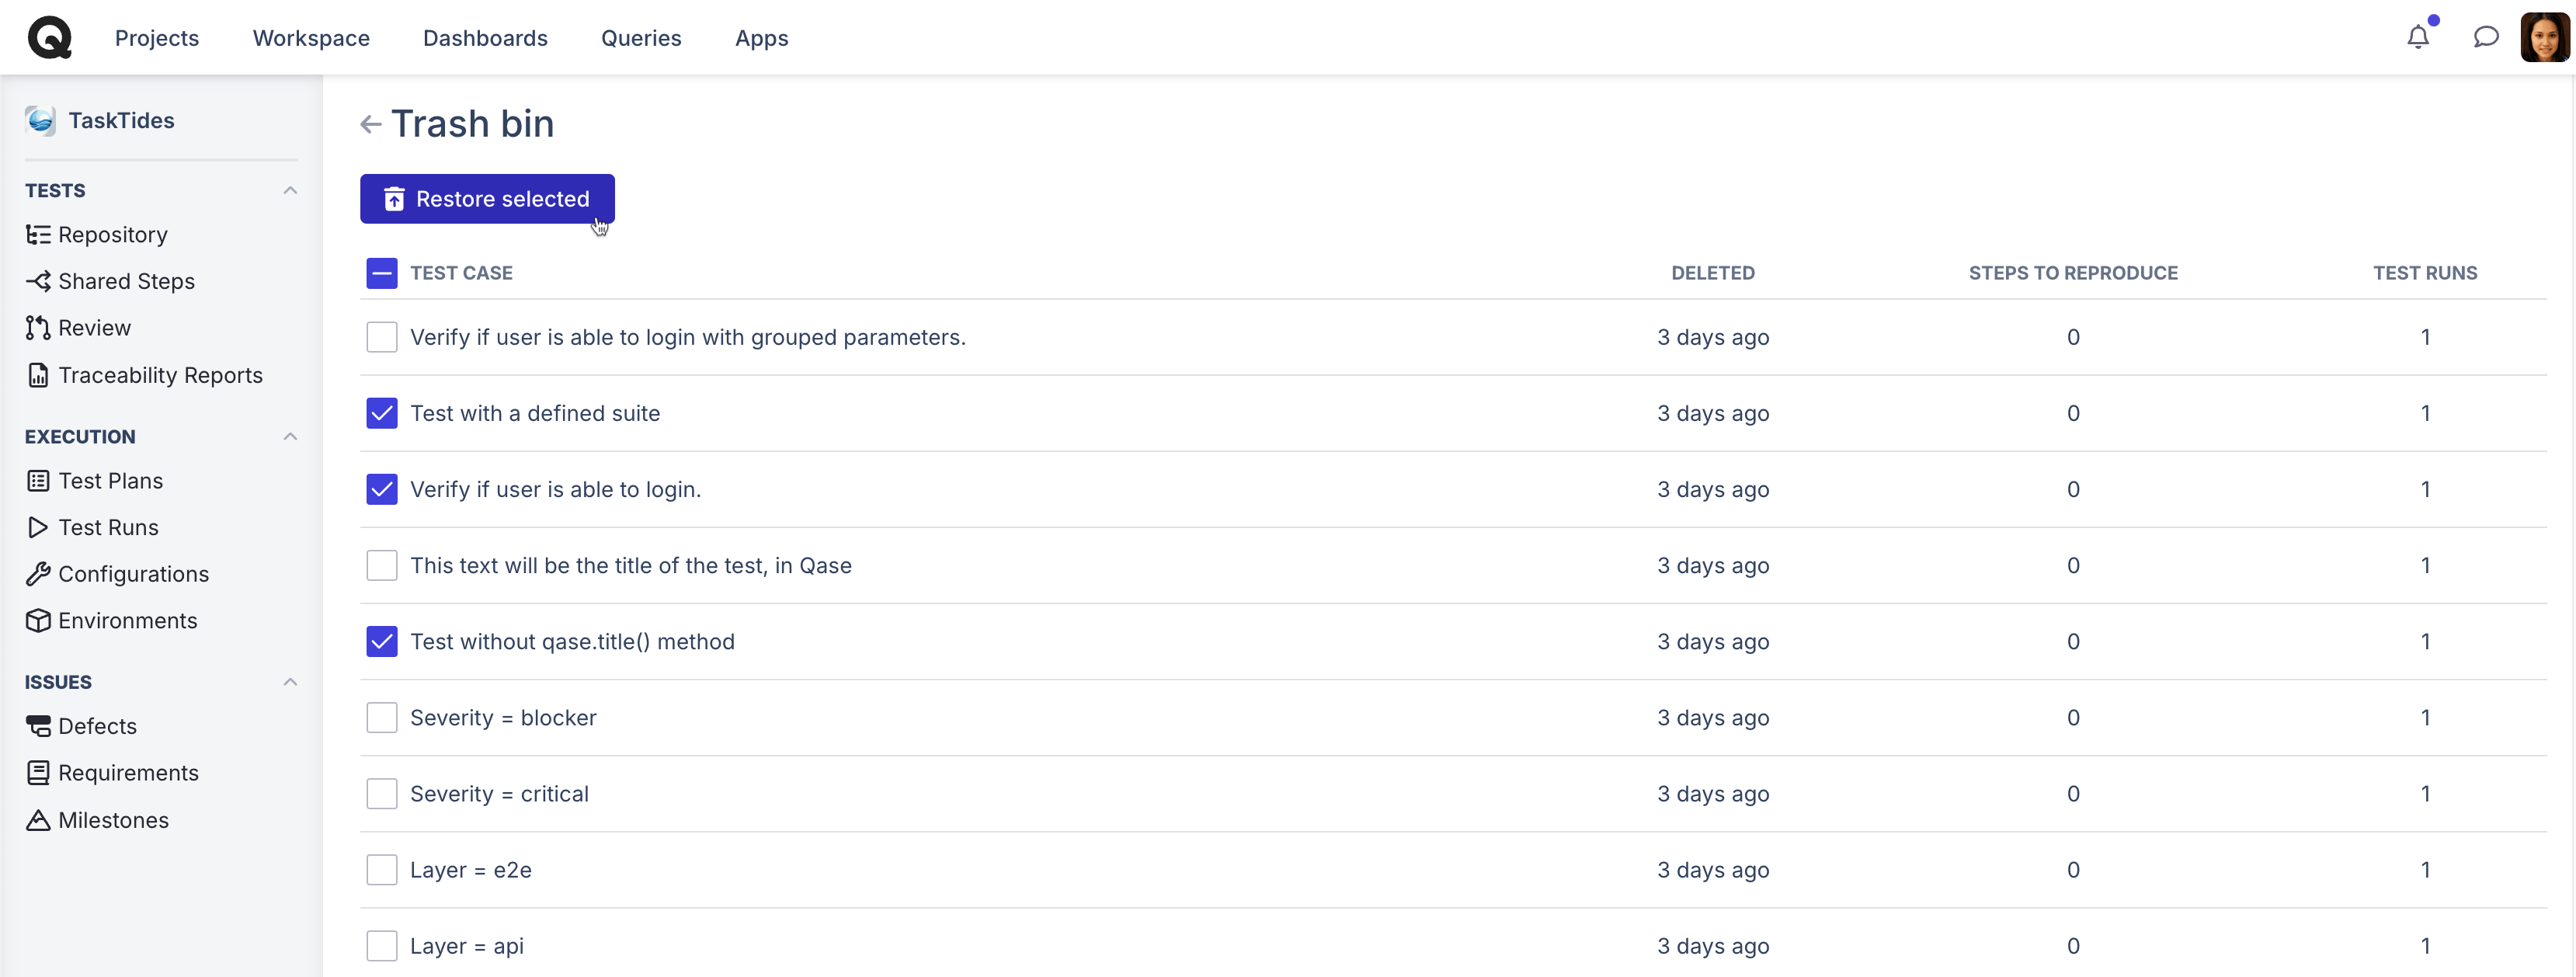 Projects Workspace Dashboards Queries Apps
TaskTides
TESTS
Repository
Shared Steps
Review
Traceability Reports
EXECUTION
Test Plans
Test Runs
Configurations
Environments
ISSUES
Defects
Requirements
Milestones
Trash bin
Restore selected
TEST CASE DELETED STEPS TO REPRODUCE TEST RUNS
Verify if user is able to login with grouped parameters. 3 days ago 0 1
Test with a defined suite 3 days ago 0 1
Verify if user is able to login. 3 days ago 0 1
This text will be the title of the test, in Qase 3 days ago 0 1
Test without qase.title() method 3 days ago 0 1
Severity = blocker 3 days ago 0 1
Severity = critical 3 days ago 0 1
Layer = e2e 3 days ago 0 1
Layer = api 3 days ago 0 1